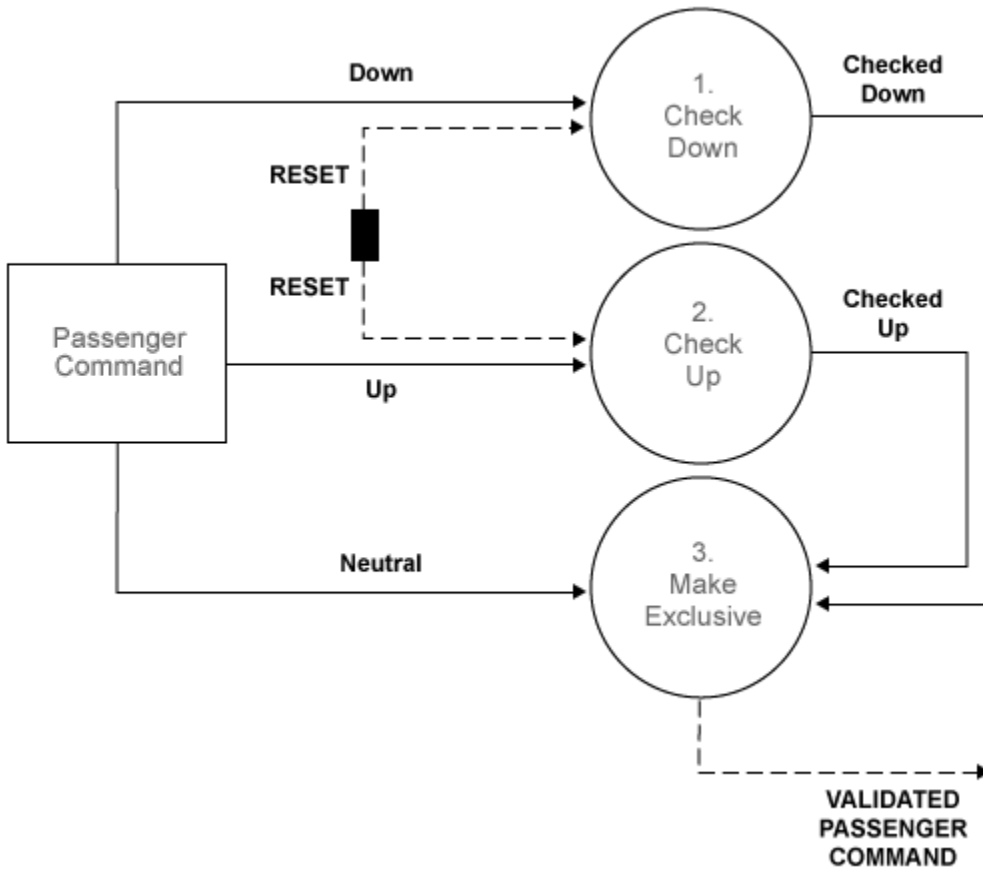 Down
Checked
Down
1.
Check
Down
RESET
RESET
Passenger
Command
Up
2.
Check
Up
Checked
Up
Neutral
3.
Make
Exclusive
VALIDATED
PASSENGER
COMMAND